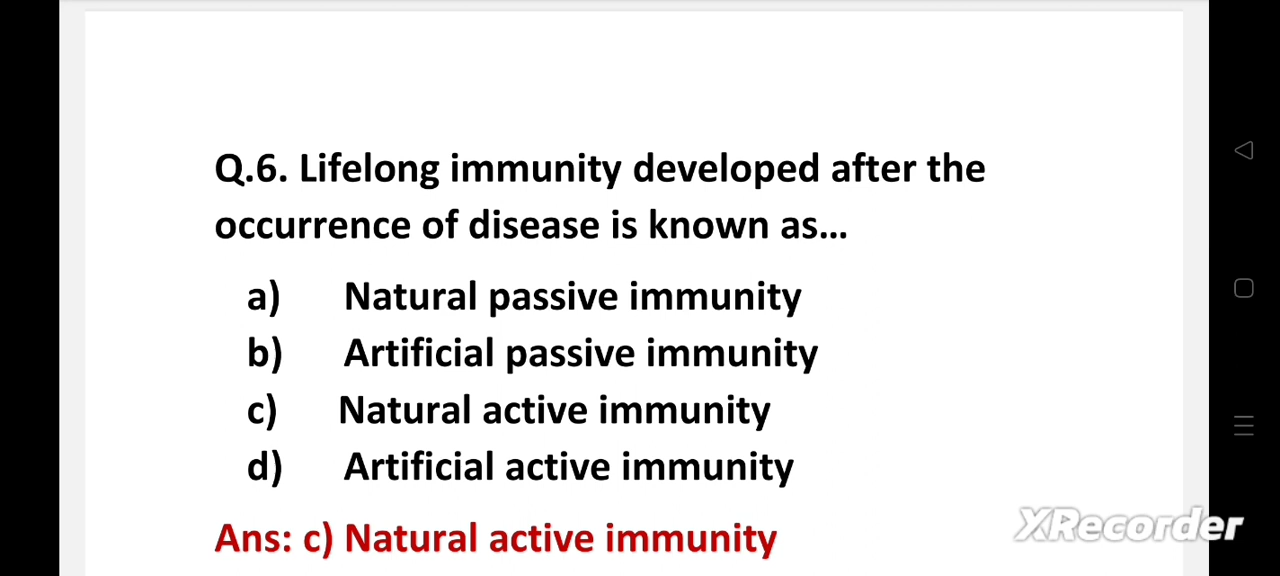 Q.6. Lifelong immunity developed after the
occurrence of disease is known as...
a) Natural passive immunity
b) Artificial passive immunity
c) Natural active immunity
d) Artificial active immunity
Ans: c) Natural active immunity
XRecorder